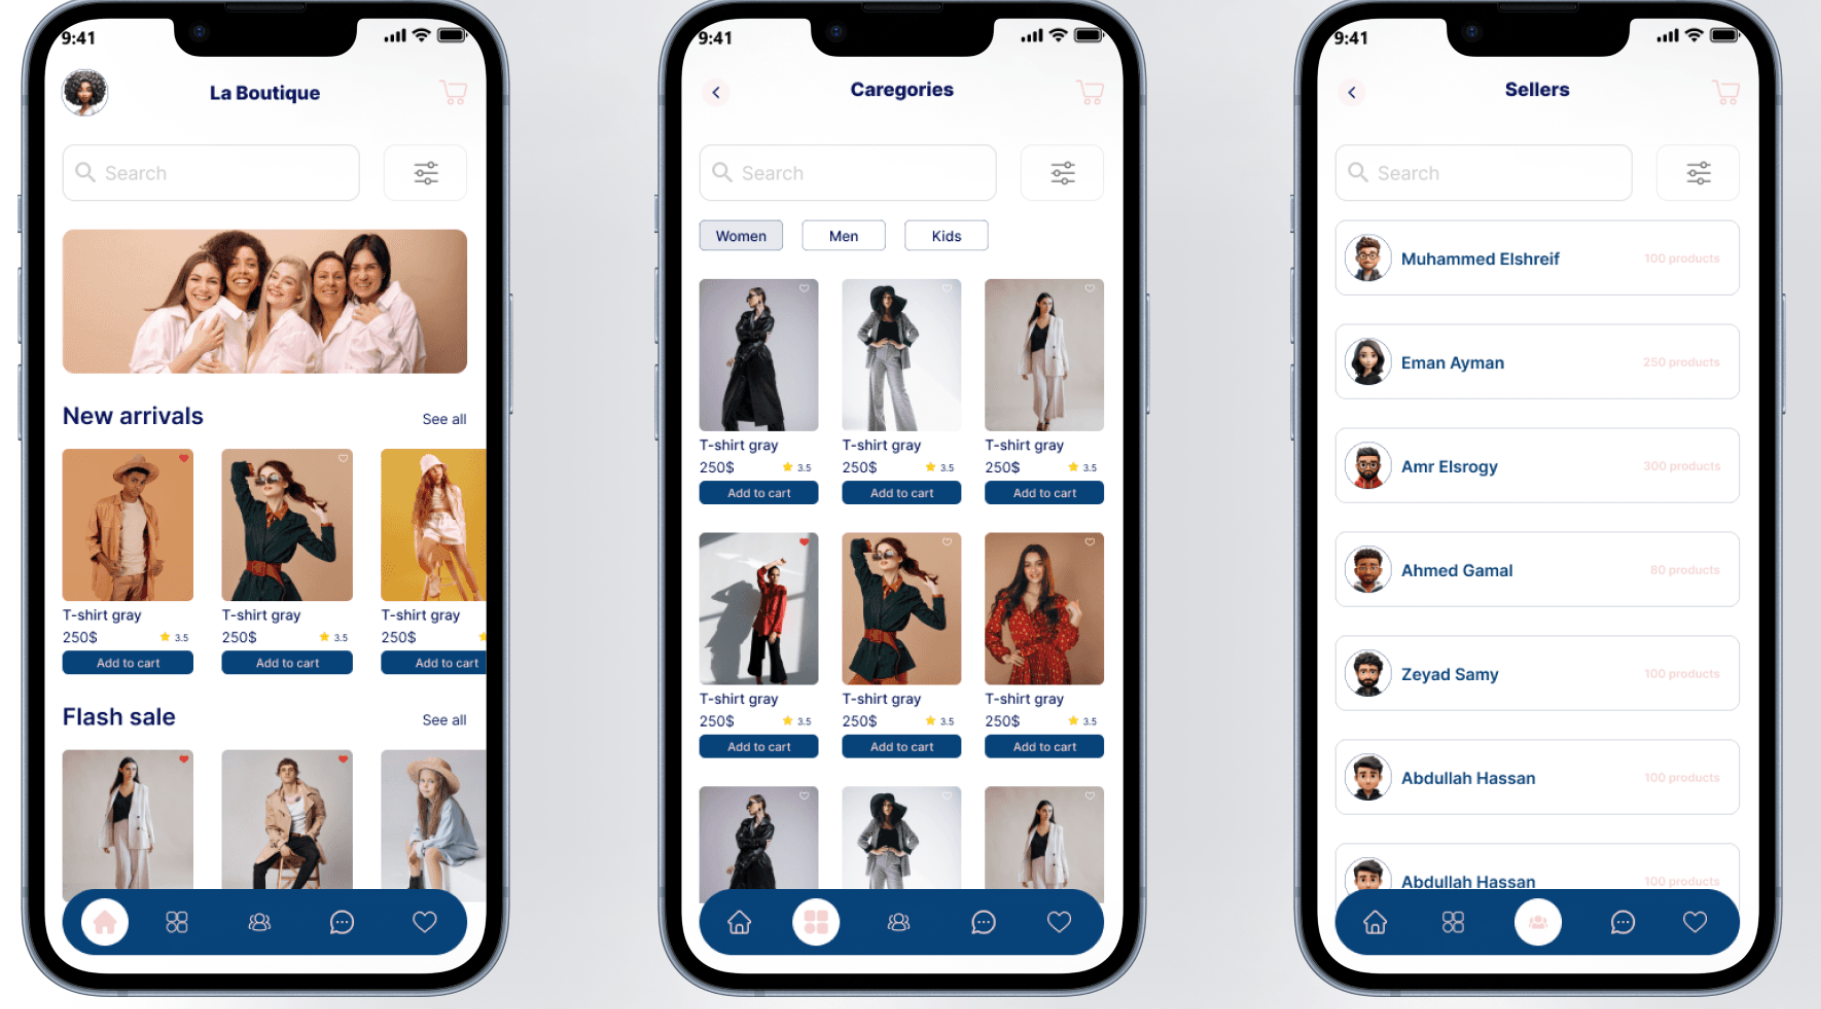 9:41
La Boutique
Search
New arrivals
See all
T-shirt gray
250$
3.5
Add to cart
T-shirt gray
250$
3.5
Add to cart
T-shirt gray
250$
Add to cart
Flash sale
See all
9:41
Caregories
Search
Women
Men
Kids
T-shirt gray
250$
3.5
Add to cart
T-shirt gray
250$
3.5
Add to cart
T-shirt gray
250$
3.5
Add to cart
T-shirt gray
250$
3.5
Add to cart
T-shirt gray
250$
3.5
Add to cart
T-shirt gray
250$
3.5
Add to cart
9:41
Sellers
Search
Muhammed Elshreif 100 products
Eman Ayman 250 products
Amr Elsrogy 300 products
Ahmed Gamal 80 products
Zeyad Samy 100 products
Abdullah Hassan 100 products
Abdullah Hassan 100 products